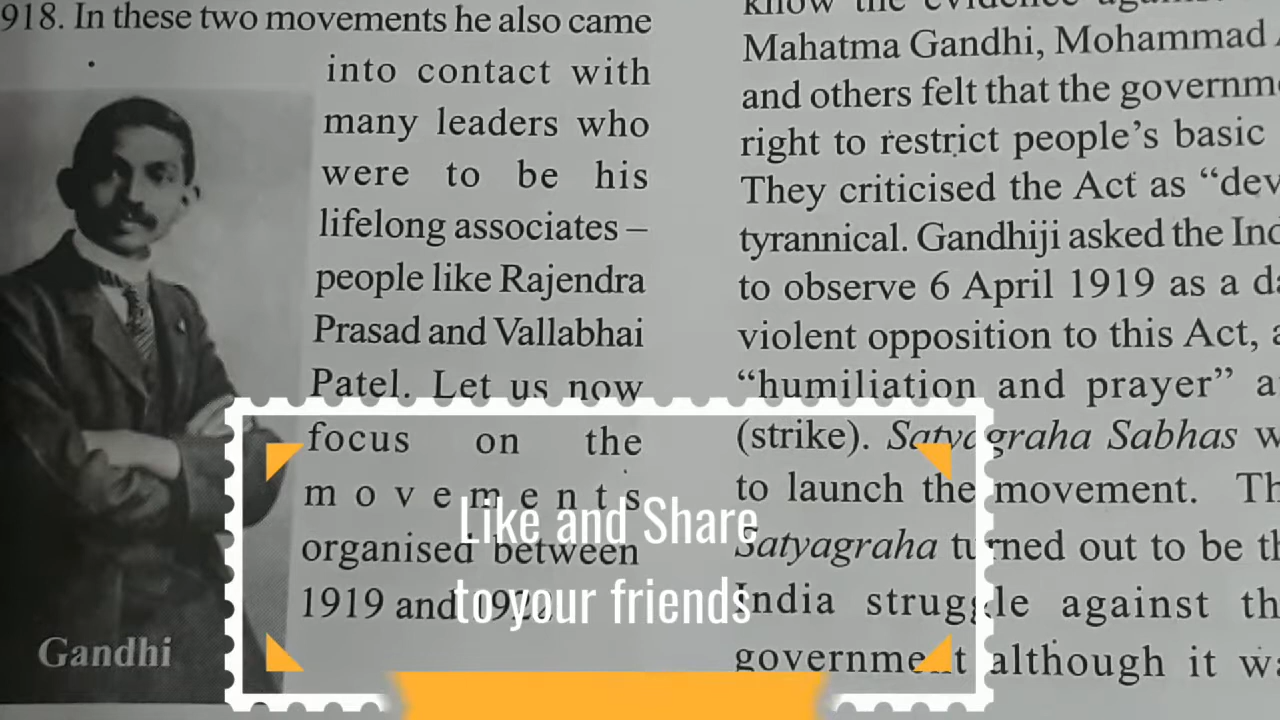 918. In these two movements he also came
into contact with
many leaders who
were to be his
lifelong associates –
people like Rajendra
Prasad and Vallabhai
Patel. Let us now
focus on the
movements
organised between
1919 and
Gandhi
Mahatma Gandhi, Mohammad
and others felt that the
right to restrict people's basic
They criticised the Act as
tyrannical. Gandhiji asked the
to observe 6 April 1919 as a
violent opposition to this Act,
"humiliation and prayer"
(strike). Satyagraha Sabhas
to launch the movement.
Satyagraha turned out to be
India struggle against
government although it
Like and Share
to your friends